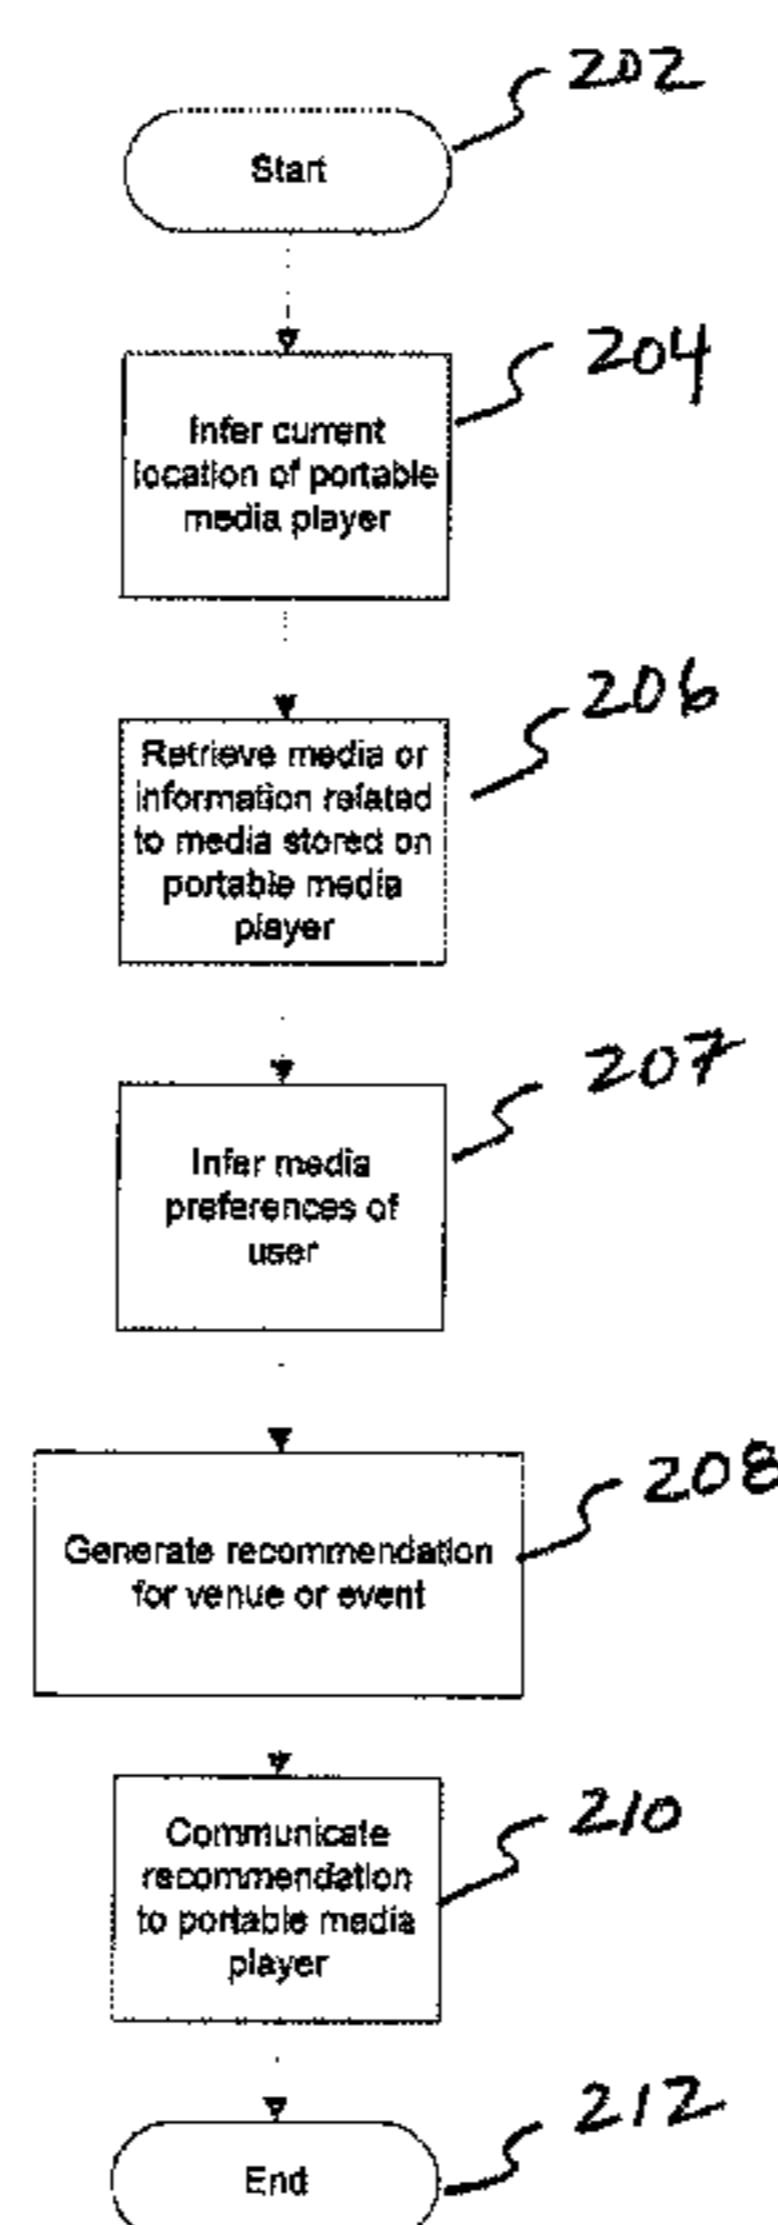 202
Start
204
Infer current
location of portable
media player
206
Retrieve media or
information related
to media stored on
portable media
player
207
Infer media
preferences of
user
208
Generate recommendation
for venue or event
210
Communicate
recommendation
to portable media
player
212
End